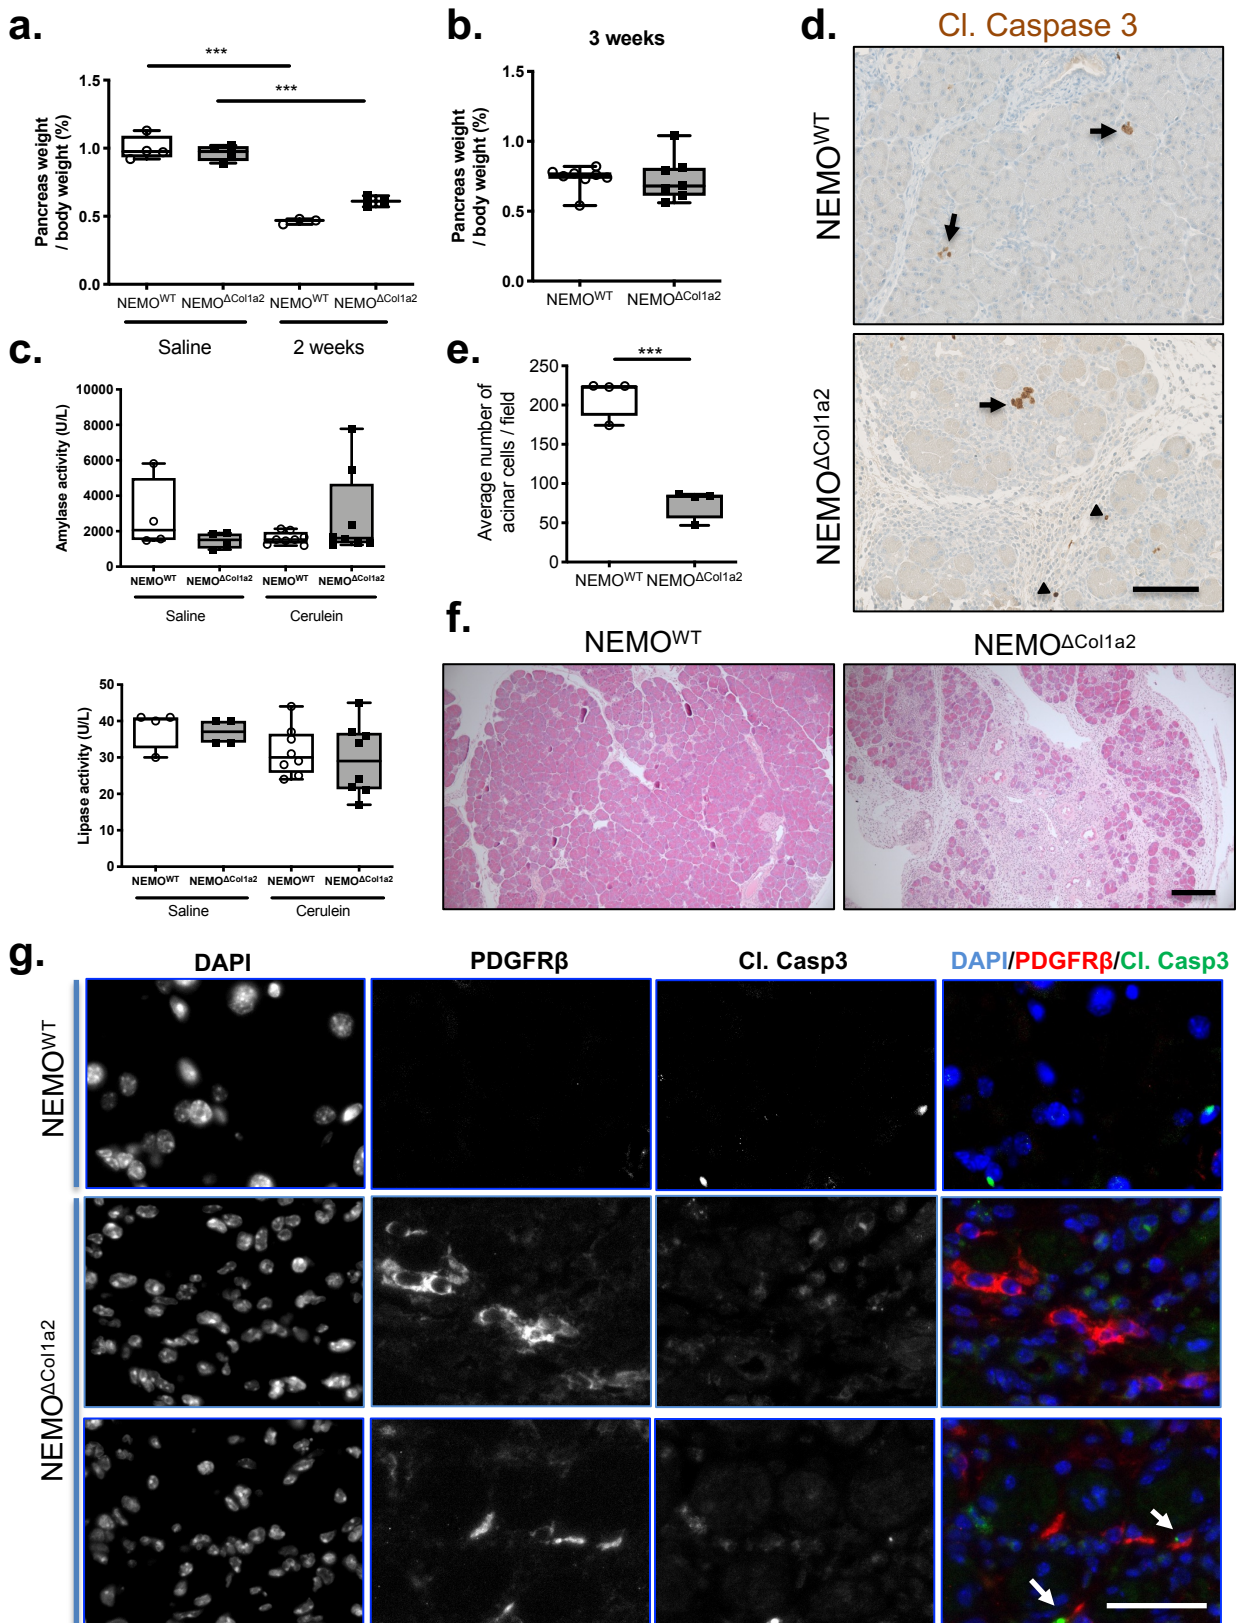 a.
***
***
Pancreas weight
/ body weight (%)
1.5
1.0
0.5
0.0
NEMOWT
NEMOΔCol1a2
NEMOWT
NEMOΔCol1a2
Saline
2 weeks
b.
3 weeks
Pancreas weight
/ body weight (%)
1.5
1.0
0.5
0.0
NEMOWT
NEMOΔCol1a2
c.
Amylase activity (U/L)
10000
8000
6000
4000
2000
0
NEMOWT
NEMOΔCol1a2
NEMOWT
NEMOΔCol1a2
Saline
Cerulein
Lipase activity (U/L)
50
40
30
20
10
0
NEMOWT
NEMOΔCol1a2
NEMOWT
NEMOΔCol1a2
Saline
Cerulein
d.
Cl. Caspase 3
NEMOWT
NEMOΔCol1a2
e.
***
Average number of
acinar cells / field
250
200
150
100
50
0
NEMOWT
NEMOΔCol1a2
f.
NEMOWT
NEMOΔCol1a2
g.
DAPI
PDGFRβ
Cl. Casp3
DAPI/PDGFRβ/Cl. Casp3
NEMOWT
NEMOΔCol1a2